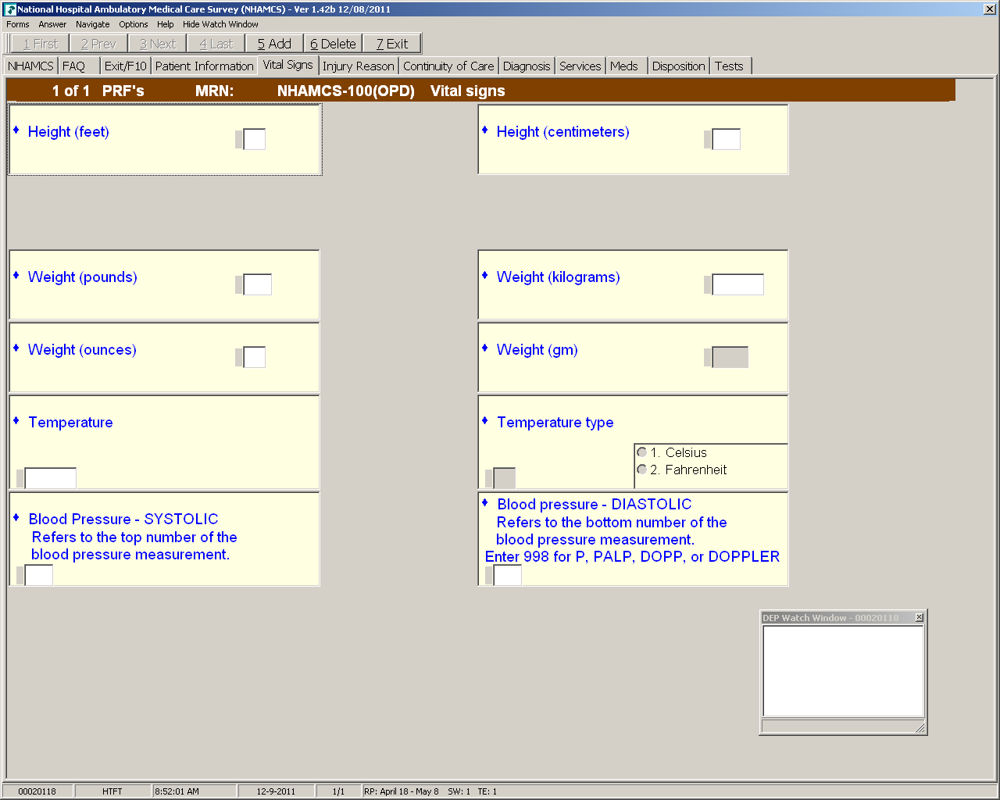 National Hospital Ambulatory Medical Care Survey (NHAMCS) - Ver 1.42b 12/08/2011
Forms Answer Navigate Options Help Hide Watch Window
1 First 2 Prev 3 Next 4 Last 5 Add 6 Delete 7 Exit
NHAMCS FAQ Exit/F10 Patient Information Vital Signs Injury Reason Continuity of Care Diagnosis Services Meds Disposition Tests
1 of 1 PRF's MRN: NHAMCS-100(OPD) Vital signs
Height (feet)
Height (centimeters)
Weight (pounds)
Weight (kilograms)
Weight (ounces)
Weight (gm)
Temperature
Temperature type
1. Celsius
2. Fahrenheit
Blood Pressure - SYSTOLIC
Refers to the top number of the
blood pressure measurement.
Blood pressure - DIASTOLIC
Refers to the bottom number of the
blood pressure measurement.
Enter 998 for P, PALP, DOPP, or DOPPLER
DEP Watch Window - 00020118
00020118 HTFT 8:52:01 AM 12-9-2011 1/1 RP: April 18 - May 8 SW: 1 TE: 1